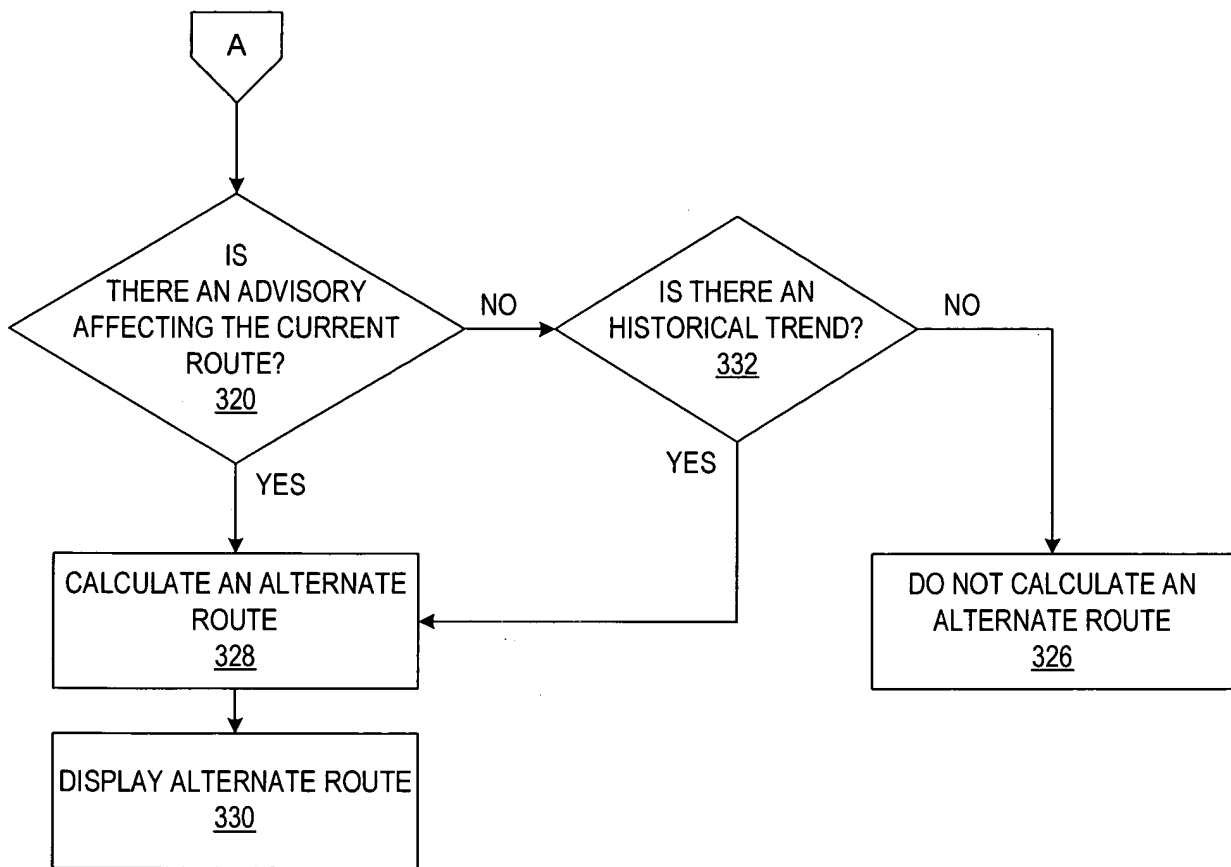 A
IS
THERE AN ADVISORY
AFFECTING THE CURRENT
ROUTE?
320
NO
IS THERE AN
HISTORICAL TREND?
332
NO
YES
YES
CALCULATE AN ALTERNATE
ROUTE
328
DO NOT CALCULATE AN
ALTERNATE ROUTE
326
DISPLAY ALTERNATE ROUTE
330